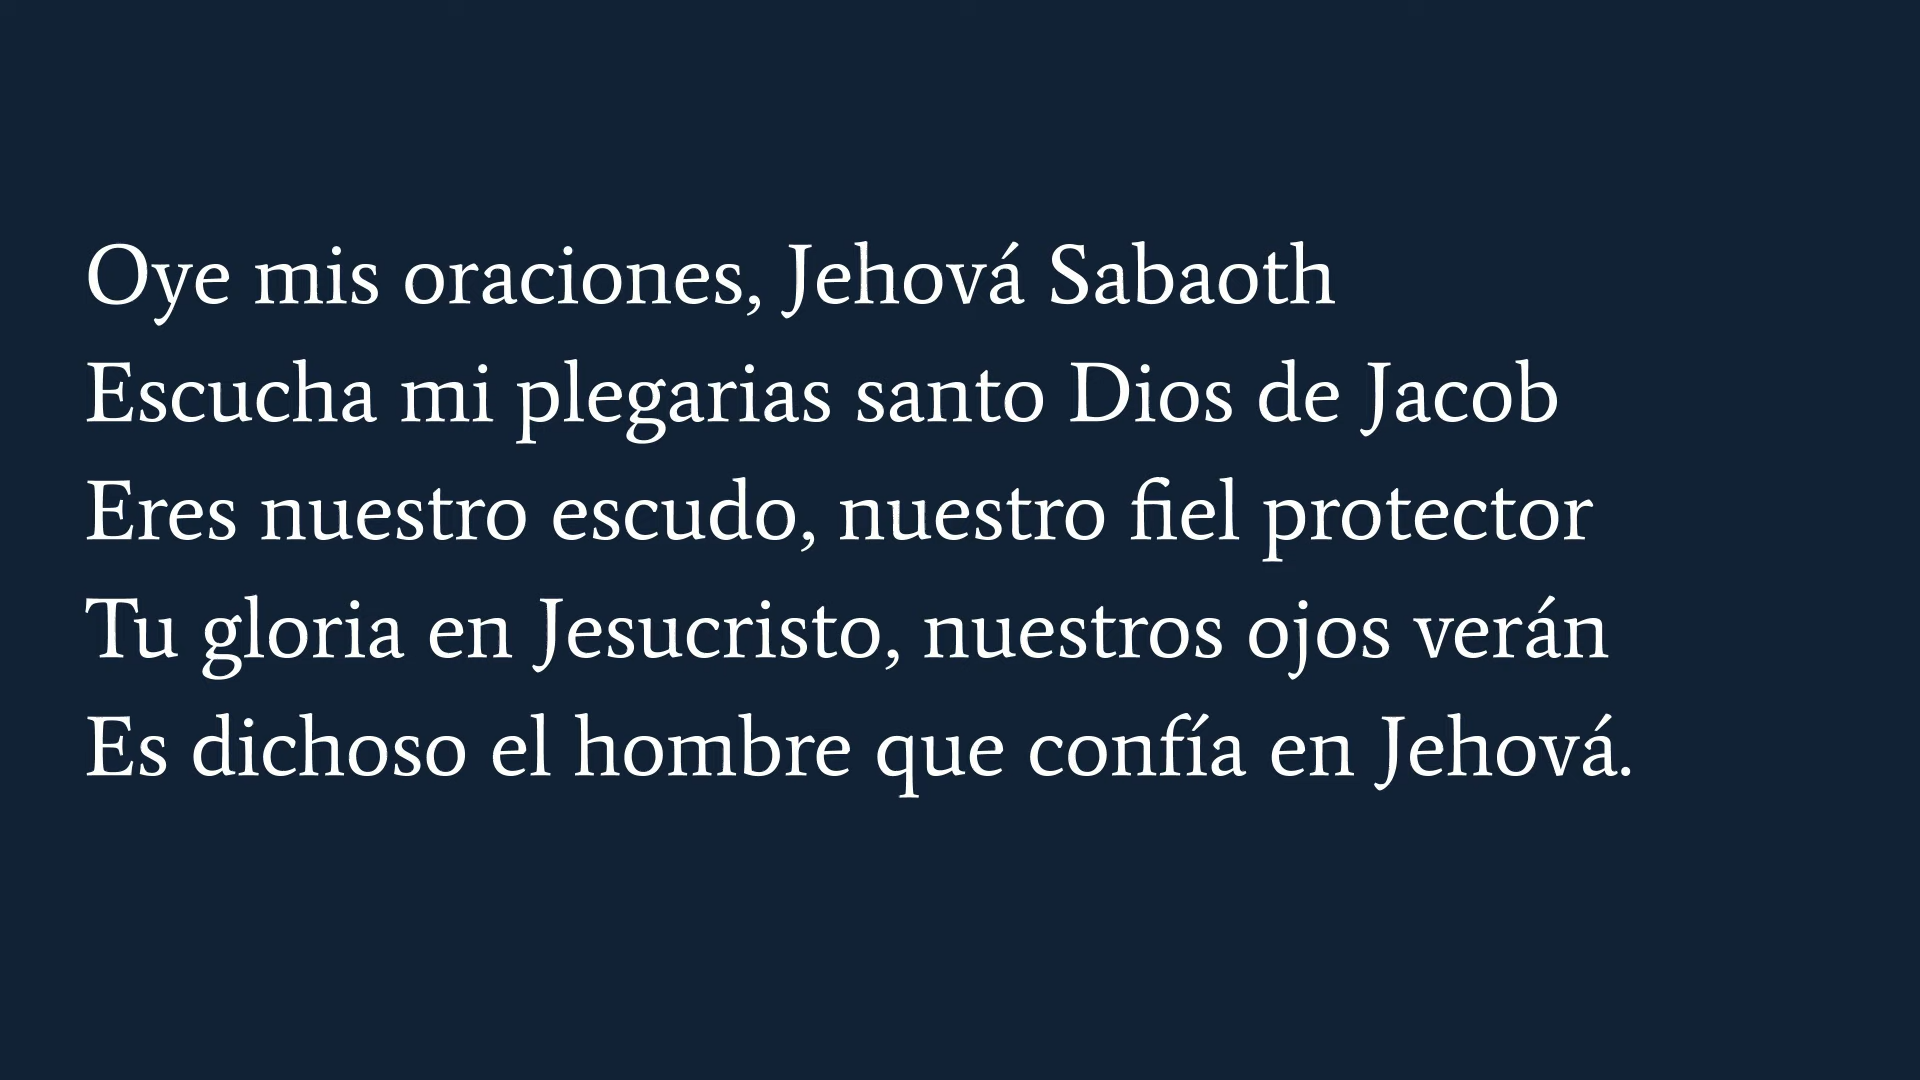 Oye mis oraciones, Jehová Sabaoth
Escucha mi plegarias santo Dios de Jacob
Eres nuestro escudo, nuestro fiel protector
Tu gloria en Jesucristo, nuestros ojos verán
Es dichoso el hombre que confía en Jehová.